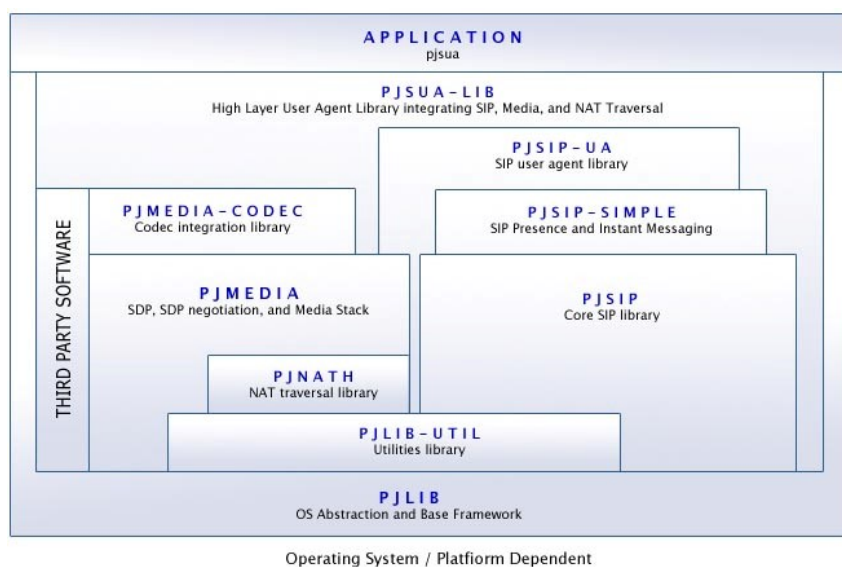 APPLICATION
pjsua
PJSUA-LIB
High Layer User Agent Library integrating SIP, Media, and NAT Traversal
PJSIP-UA
SIP user agent library
PJMEDIA-CODEC
Codec integration library
PJSIP-SIMPLE
SIP Presence and Instant Messaging
THIRD PARTY SOFTWARE
PJMEDIA
SDP, SDP negotiation, and Media Stack
PJSIP
Core SIP library
PJNATH
NAT traversal library
PJLIB-UTIL
Utilities library
PJLIB
OS Abstraction and Base Framework
Operating System / Platfiorm Dependent